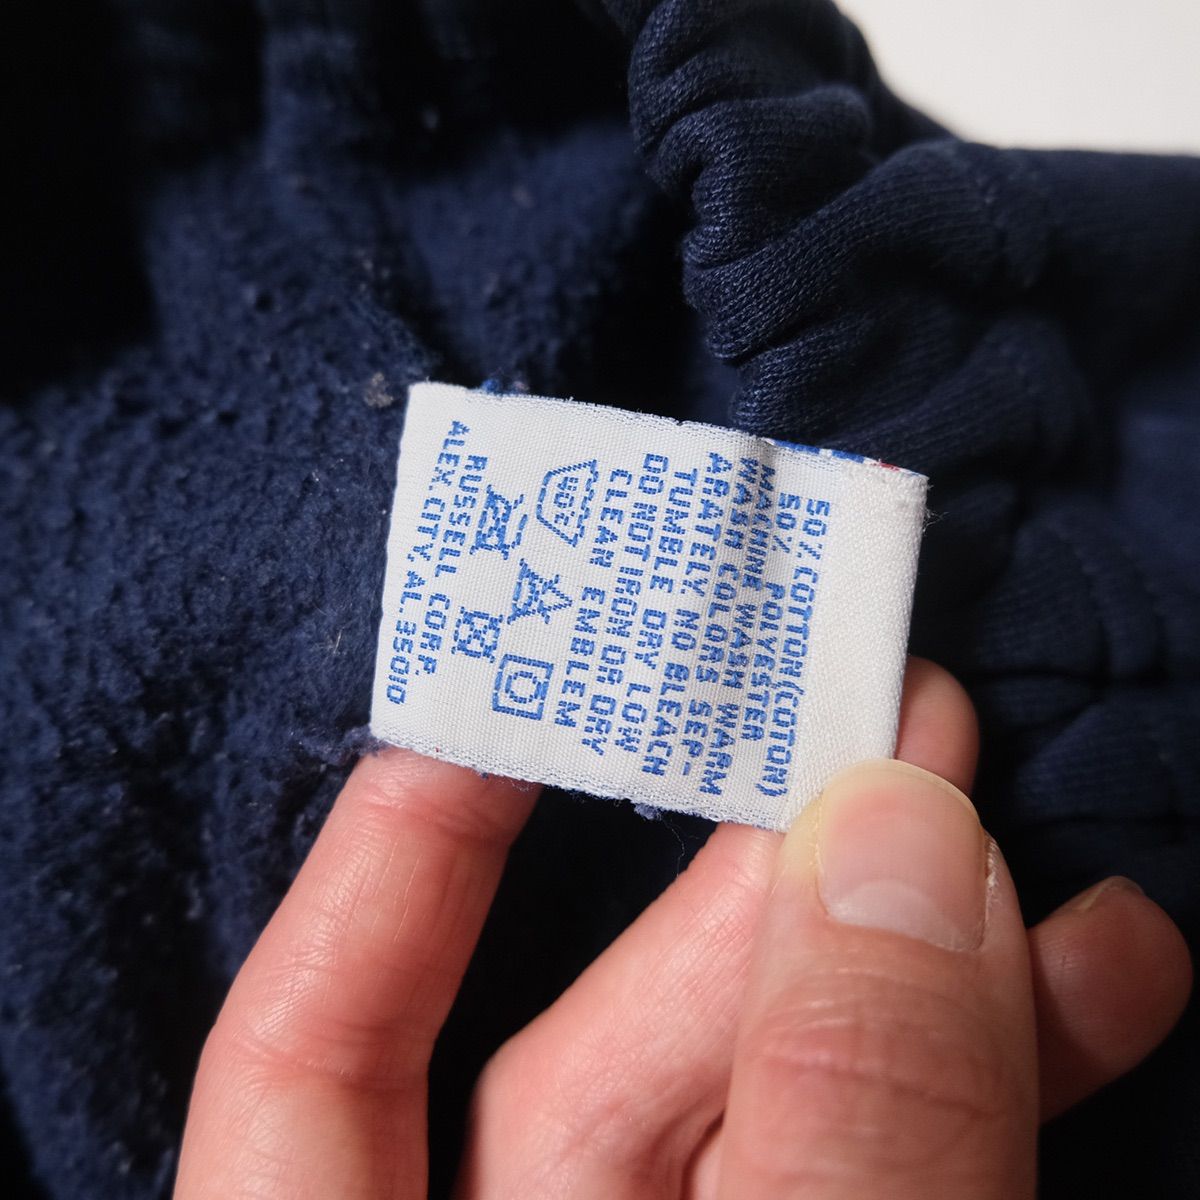 50% COTTON(COTON)
50% POLYESTER
MACHINE WASH WARM
WASH COLORS SEP-
ARATELY. NO BLEACH
TUMBLE DRY LOW
DO NOT IRON OR DRY
CLEAN EMBLEM
RUSSELL CORP.
ALEX CITY, AL. 35010